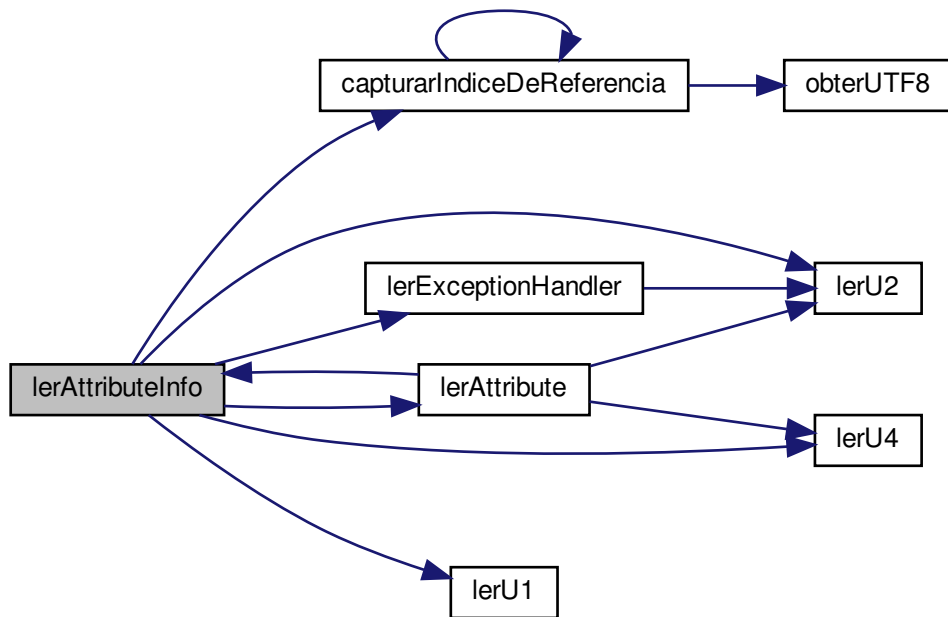 capturarIndiceDeReferencia
obterUTF8
lerExceptionHandler
lerU2
lerAttributeInfo
lerAttribute
lerU4
lerU1